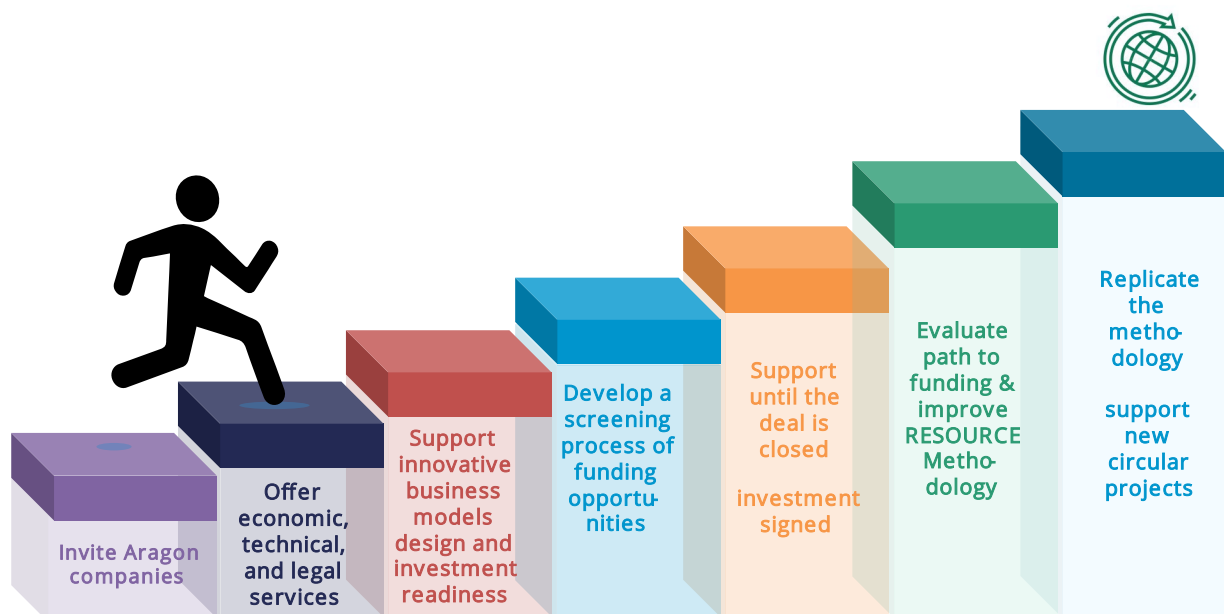 Invite Aragon
companies
Offer
economic,
technical,
and legal
services
Support
innovative
business
models
design and
investment
readiness
Develop a
screening
process of
funding
opportu-
nities
Support
until the
deal is
closed
investment
signed
Evaluate
path to
funding &
improve
RESOURCE
Metho-
dology
Replicate
the
metho-
dology
support
new
circular
projects